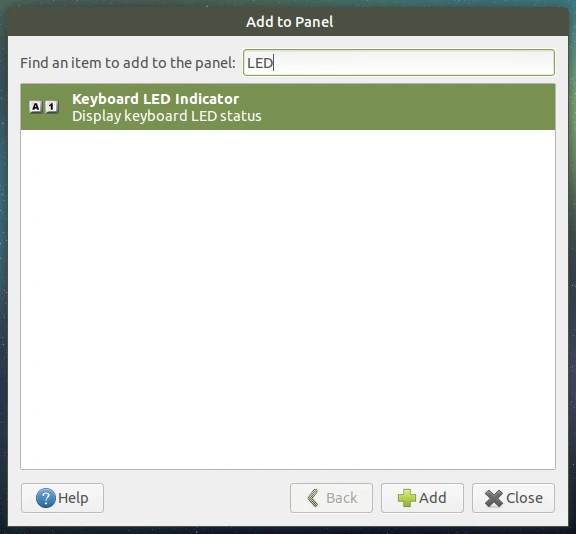 Add to Panel
Find an item to add to the panel: LED
A 1 Keyboard LED Indicator
Display keyboard LED status
? Help Back Add Close